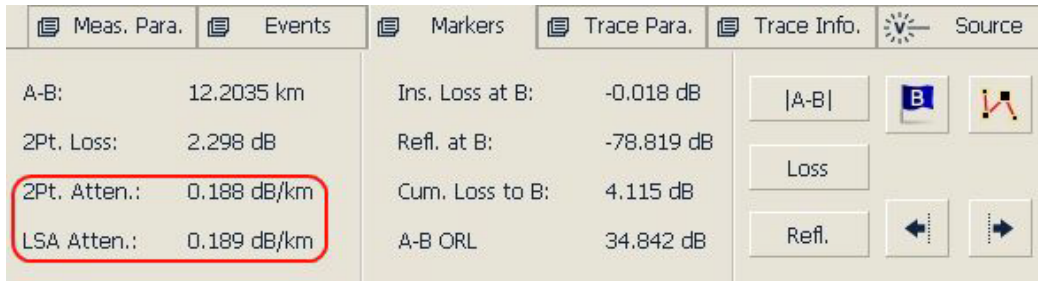 Meas. Para. Events Markers Trace Para. Trace Info. Source
A-B: 12.2035 km Ins. Loss at B: -0.018 dB |A-B| B
2Pt. Loss: 2.298 dB Refl. at B: -78.819 dB
Loss
2Pt. Atten.: 0.188 dB/km Cum. Loss to B: 4.115 dB
LSA Atten.: 0.189 dB/km A-B ORL 34.842 dB Refl.